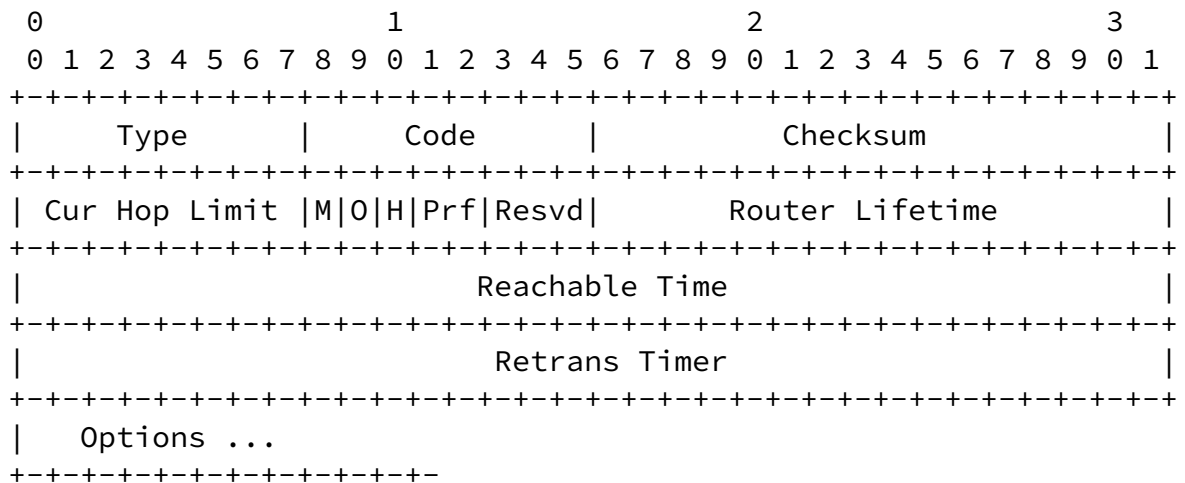 0                   1                   2                   3
 0 1 2 3 4 5 6 7 8 9 0 1 2 3 4 5 6 7 8 9 0 1 2 3 4 5 6 7 8 9 0 1
+-+-+-+-+-+-+-+-+-+-+-+-+-+-+-+-+-+-+-+-+-+-+-+-+-+-+-+-+-+-+-+-+
|     Type      |     Code      |          Checksum             |
+-+-+-+-+-+-+-+-+-+-+-+-+-+-+-+-+-+-+-+-+-+-+-+-+-+-+-+-+-+-+-+-+
| Cur Hop Limit |M|O|H|Prf|Resvd|       Router Lifetime         |
+-+-+-+-+-+-+-+-+-+-+-+-+-+-+-+-+-+-+-+-+-+-+-+-+-+-+-+-+-+-+-+-+
|                         Reachable Time                        |
+-+-+-+-+-+-+-+-+-+-+-+-+-+-+-+-+-+-+-+-+-+-+-+-+-+-+-+-+-+-+-+-+
|                          Retrans Timer                        |
+-+-+-+-+-+-+-+-+-+-+-+-+-+-+-+-+-+-+-+-+-+-+-+-+-+-+-+-+-+-+-+-+
|   Options ...
+-+-+-+-+-+-+-+-+-+-+-+-